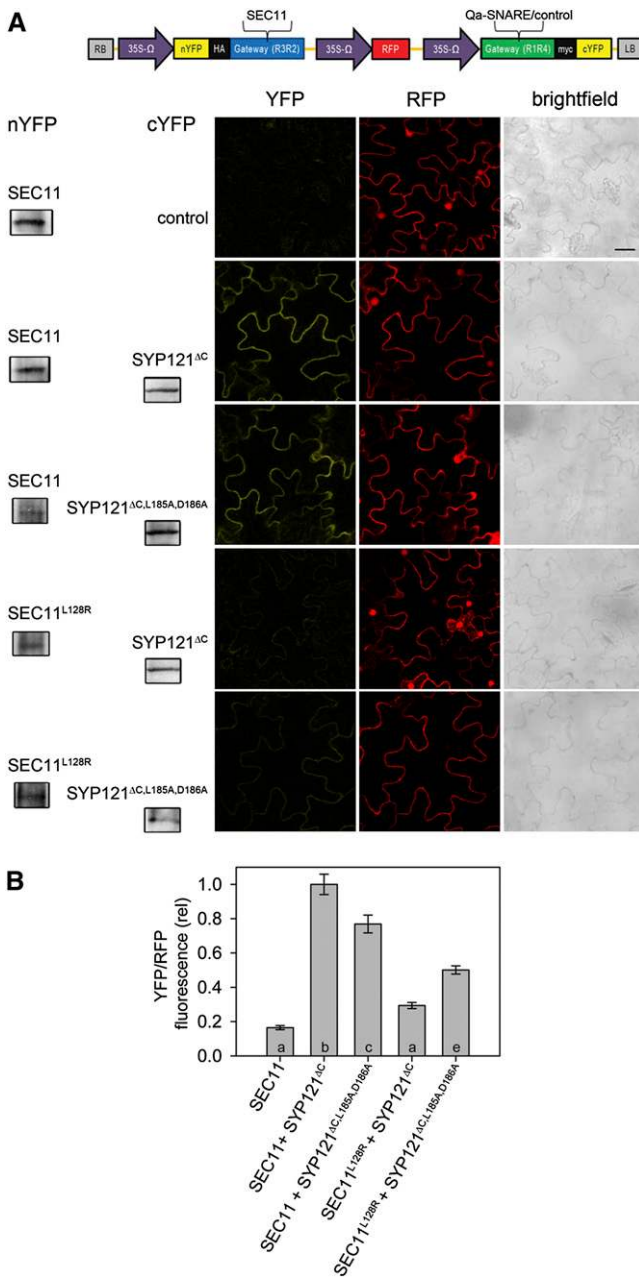 A
SEC11
Qa-SNARE/control
RB 35S-Ω nYFP HA Gateway (R3R2) 35S-Ω RFP 35S-Ω Gateway (R1R4) myc cYFP LB
YFP RFP brightfield
nYFP cYFP
SEC11
control
SEC11
SYP121ΔC
SEC11
SYP121ΔC,L185A,D186A
SEC11L128R
SYP121ΔC
SEC11L128R
SYP121ΔC,L185A,D186A
B
YFP/RFP
fluorescence (rel)
1.0
0.8
0.6
0.4
0.2
0.0
a b c a e
SEC11
SEC11+ SYP121ΔC
SEC11 + SYP121ΔC,L185A,D186A
SEC11L128R + SYP121ΔC
SEC11L128R + SYP121ΔC,L185A,D186A